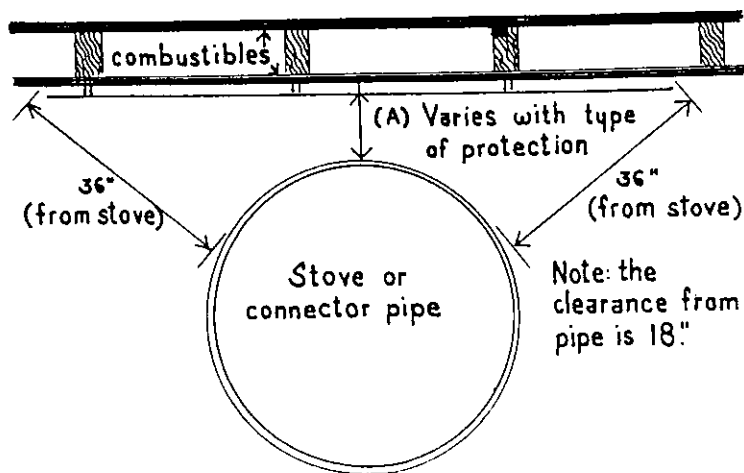 combustibles
(A) Varies with type
of protection
36"
(from stove)
36"
(from stove)
Stove or
connector pipe
Note: the
clearance from
pipe is 18."